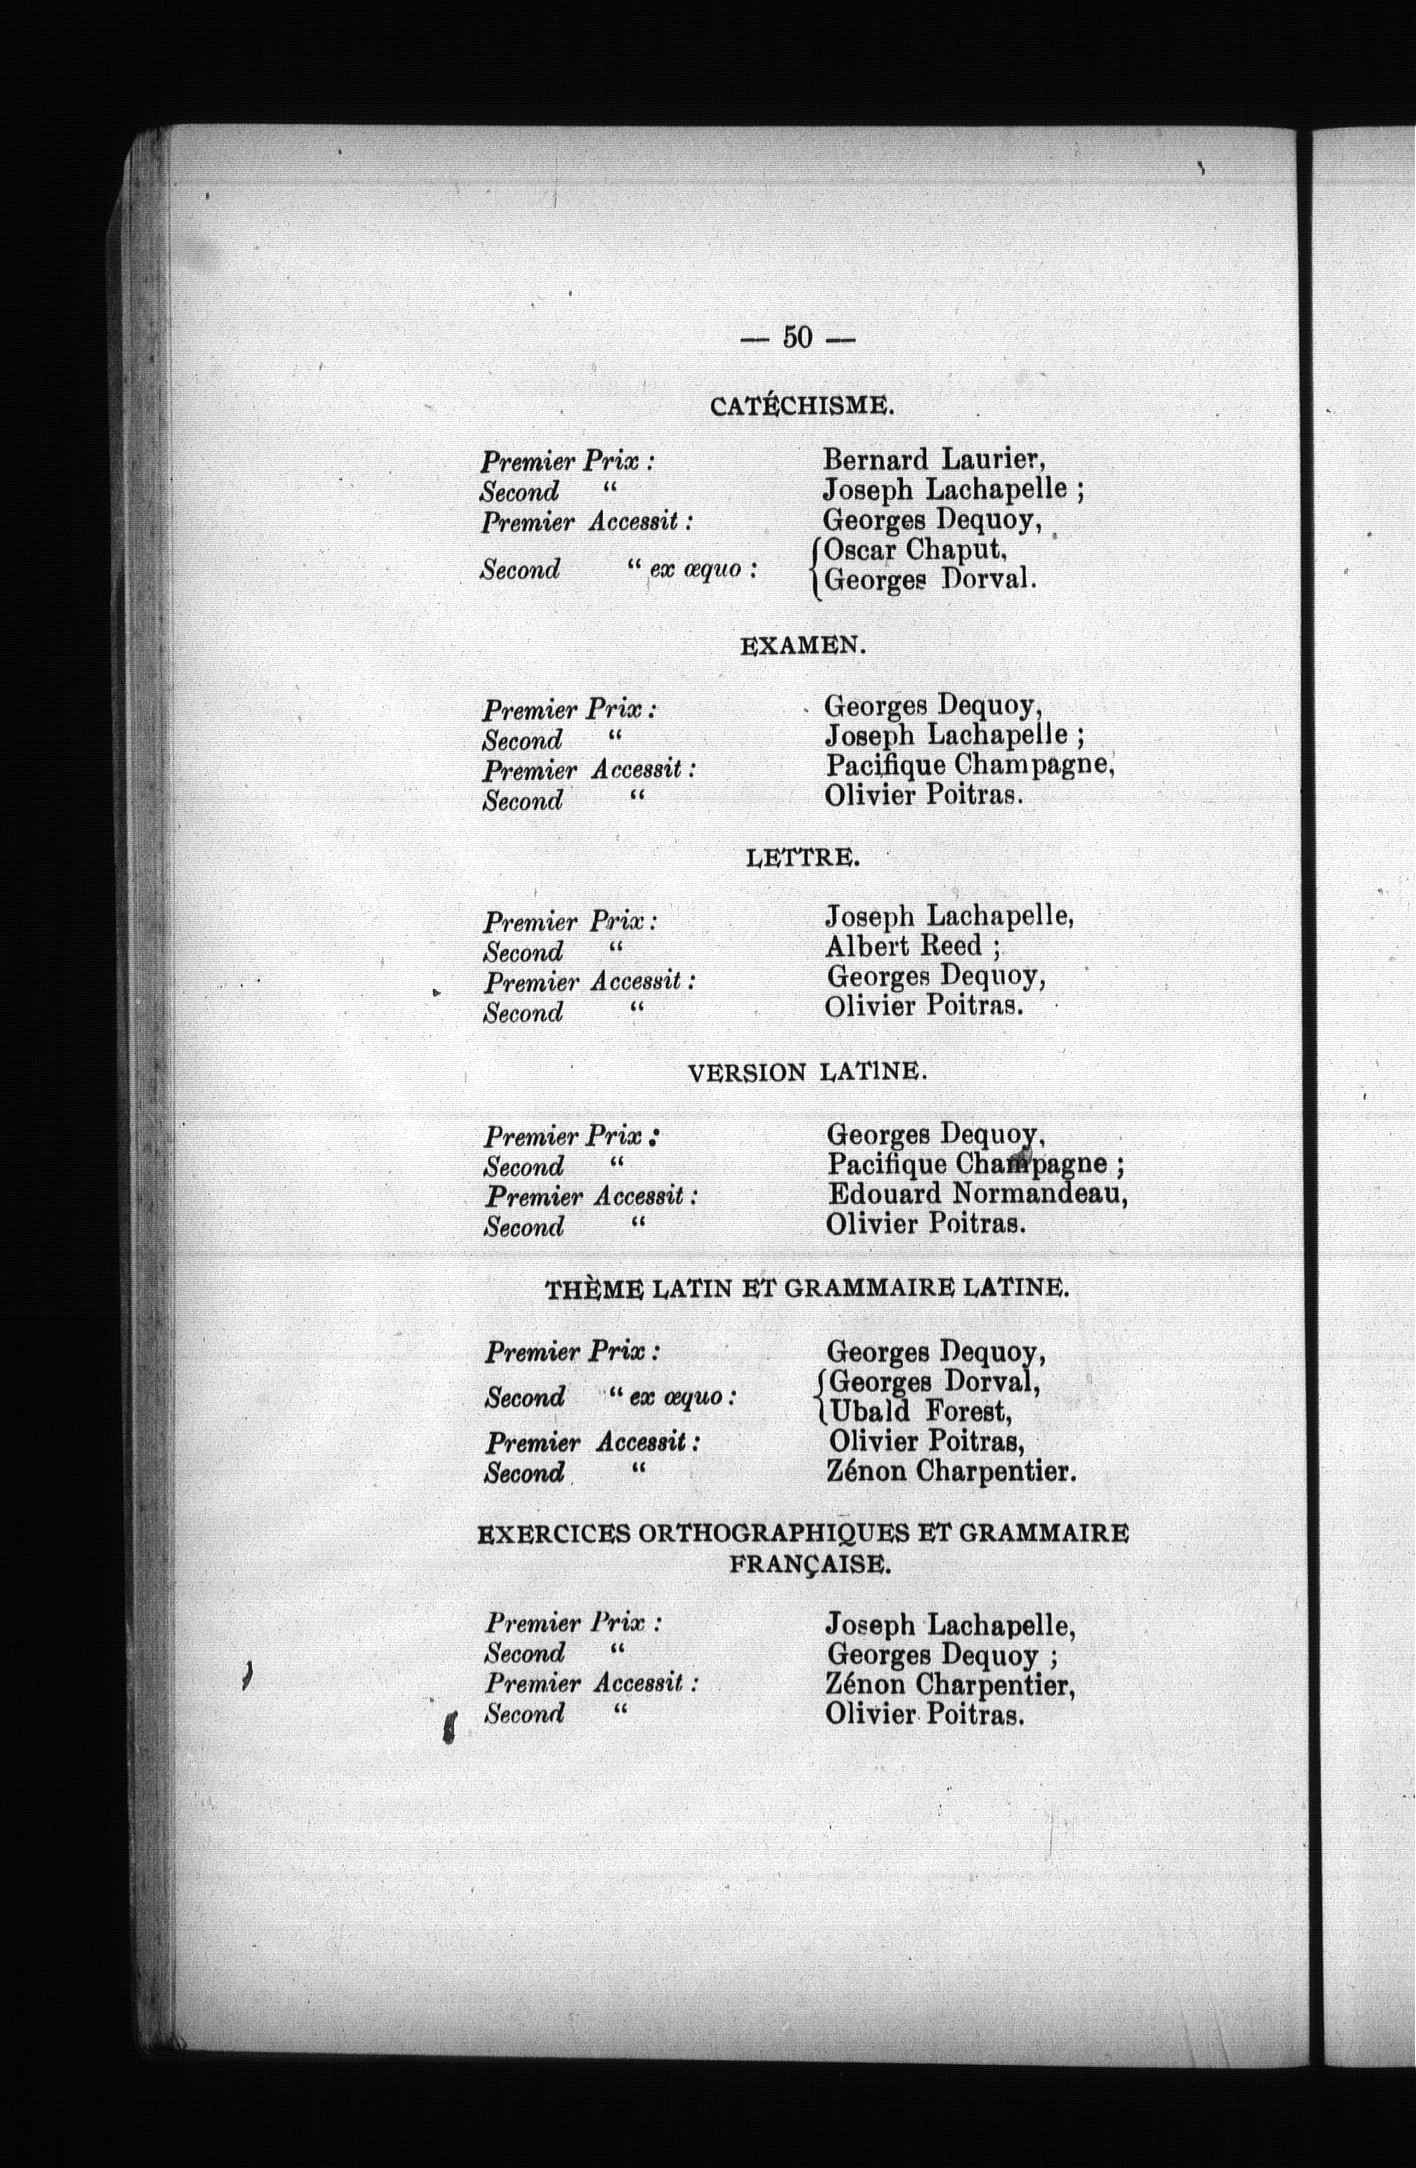 — 50 —
CATÉCHISME.
Premier Prix : Bernard Laurier,
Second “ Joseph Lachapelle ;
Premier Accessit : Georges Dequoy,
Second “ ex œquo : {Oscar Chaput,
{Georges Dorval.
EXAMEN.
Premier Prix : Georges Dequoy,
Second “ Joseph Lachapelle ;
Premier Accessit : Pacifique Champagne,
Second “ Olivier Poitras.
LETTRE.
Premier Prix : Joseph Lachapelle,
Second “ Albert Reed ;
Premier Accessit : Georges Dequoy,
Second “ Olivier Poitras.
VERSION LATINE.
Premier Prix : Georges Dequoy,
Second “ Pacifique Champagne ;
Premier Accessit : Edouard Normandeau,
Second “ Olivier Poitras.
THÈME LATIN ET GRAMMAIRE LATINE.
Premier Prix : Georges Dequoy,
Second “ ex œquo : {Georges Dorval,
{Ubald Forest,
Premier Accessit : Olivier Poitras,
Second “ Zénon Charpentier.
EXERCICES ORTHOGRAPHIQUES ET GRAMMAIRE
FRANÇAISE.
Premier Prix : Joseph Lachapelle,
Second “ Georges Dequoy ;
Premier Accessit : Zénon Charpentier,
Second “ Olivier Poitras.